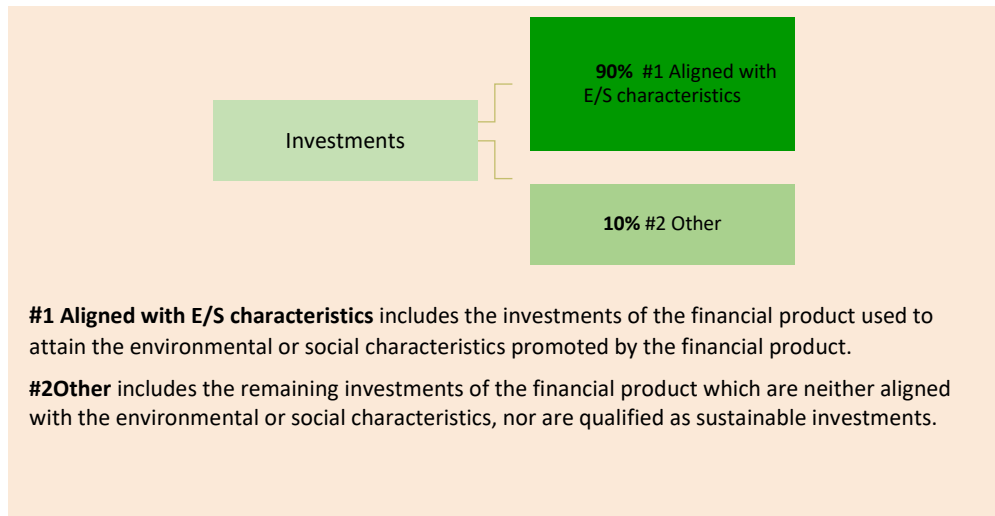 90% #1 Aligned with
E/S characteristics
Investments
10% #2 Other
#1 Aligned with E/S characteristics includes the investments of the financial product used to
attain the environmental or social characteristics promoted by the financial product.
#2Other includes the remaining investments of the financial product which are neither aligned
with the environmental or social characteristics, nor are qualified as sustainable investments.